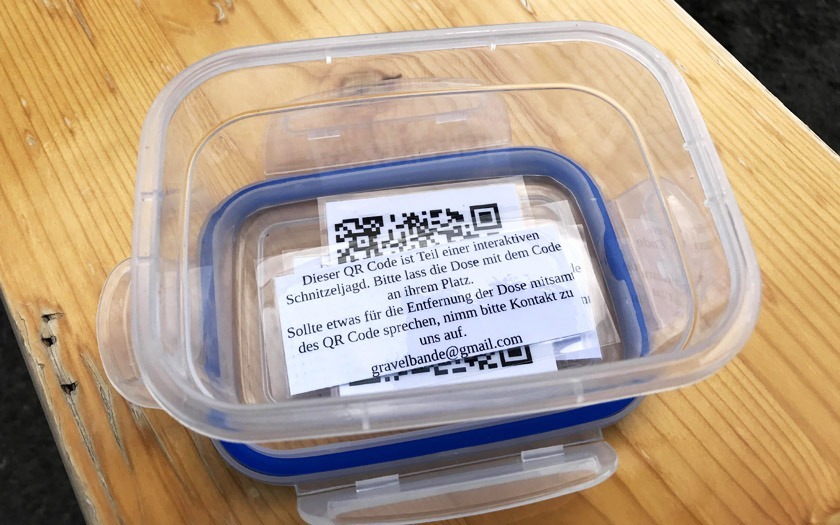 Dieser QR Code ist Teil einer interaktiven
Schnitzeljagd. Bitte lass die Dose mit dem Code
an ihrem Platz.
Sollte etwas für die Entfernung der Dose mitsamt
des QR Code sprechen, nimm bitte Kontakt zu
uns auf.
gravelbande@gmail.com